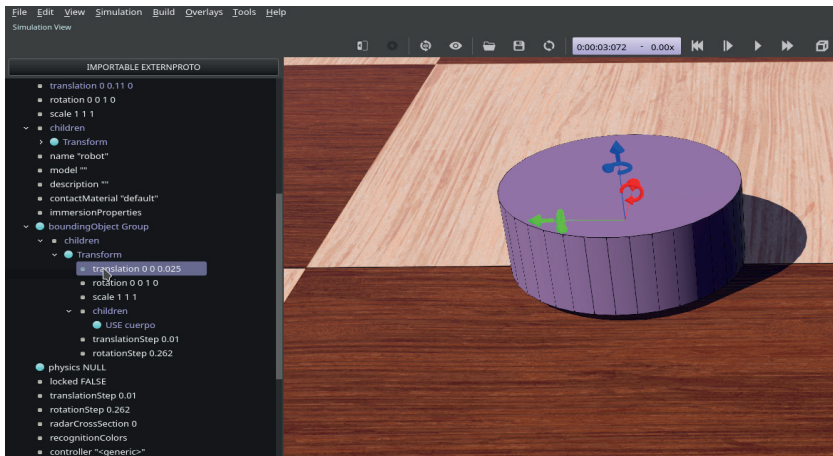 File Edit View Simulation Build Overlays Tools Help
Simulation View
0:00:03:072 - 0.00x
IMPORTABLE EXTERNPROTO
translation 0 0.11 0
rotation 0 0 1 0
scale 1 1 1
children
Transform
name "robot"
model ""
description ""
contactMaterial "default"
immersionProperties
boundingObject Group
children
Transform
translation 0 0 0.025
rotation 0 0 1 0
scale 1 1 1
children
USE cuerpo
translationStep 0.01
rotationStep 0.262
physics NULL
locked FALSE
translationStep 0.01
rotationStep 0.262
radarCrossSection 0
recognitionColors
controller "<generic>"